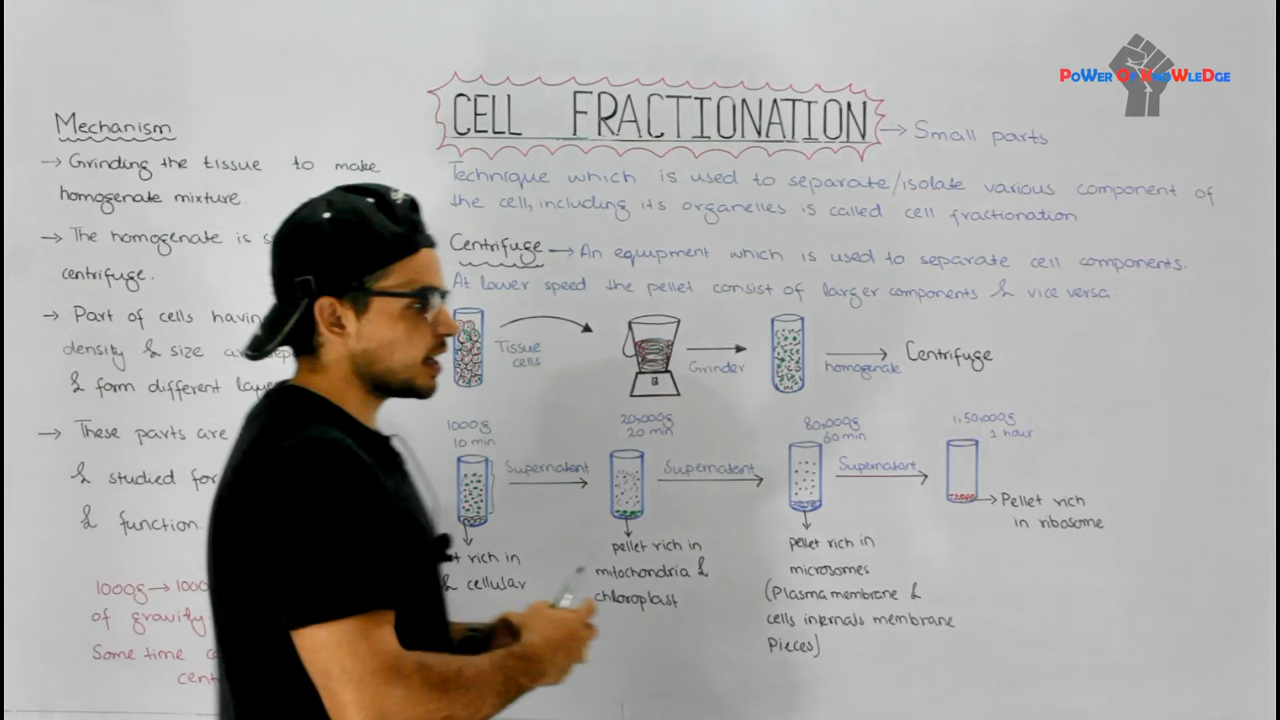 PoWer Of KnoWleDge
CELL FRACTIONATION → Small parts
Technique which is used to separate/isolate various component of
the cell, including its organelles is called cell fractionation
Centrifuge → An equipment which is used to separate cell components.
At lower speed the pellet consist of larger components & vice versa
Mechanism
→ Grinding the tissue to make
homogenate mixture.
→ The homogenate is
centrifuge.
→ Part of cells
density & size
& form different
→ These parts are
& studied for
& function.
1000g → 1000
of gravity
Some time
Tissue
cells
Grinder
homogenate
Centrifuge
1000g
10 min
Supernatent
20,000g
20 min
Supernatent
80,000g
60 min
Supernatant
1,50,000g
1 hour
rich in
& cellular
pellet rich in
mitochondria &
chloroplast
pellet rich in
microsomes
(Plasma membrane &
cells internals membrane
pieces)
Pellet rich
in ribosome